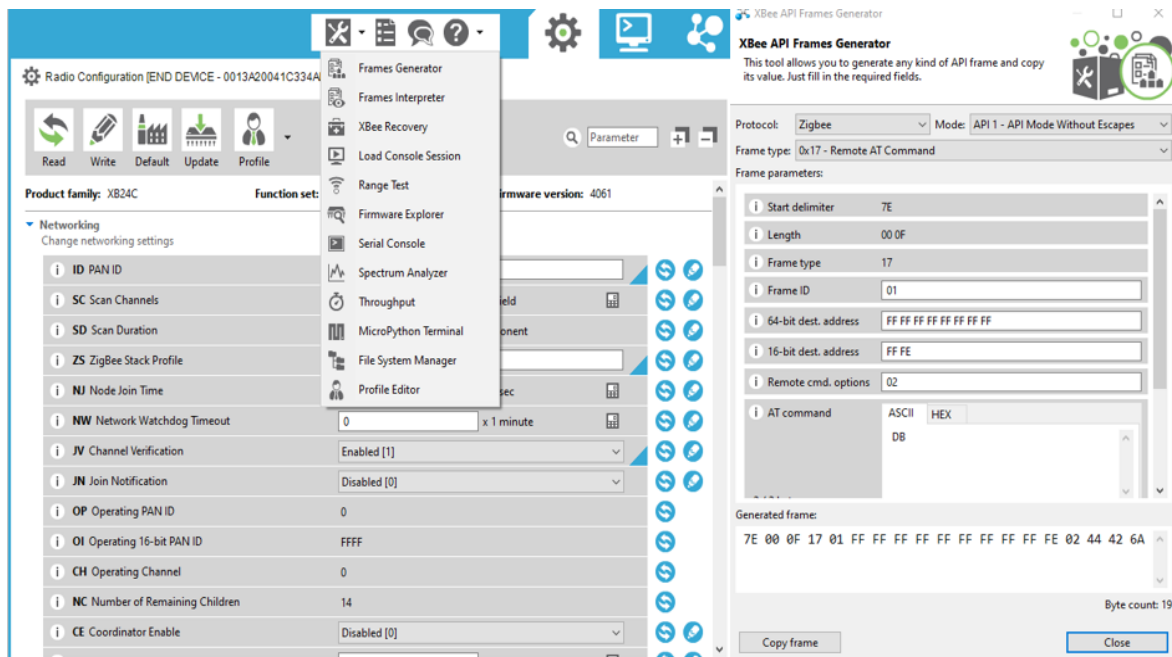 Radio Configuration [END DEVICE - 0013A20041C334A
Read Write Default Update Profile
Parameter
Product family: XB24C Function set: firmware version: 4061
Networking
Change networking settings
ID PAN ID
SC Scan Channels
SD Scan Duration
ZS ZigBee Stack Profile
NJ Node Join Time sec
NW Network Watchdog Timeout 0 x 1 minute
JV Channel Verification Enabled [1]
JN Join Notification Disabled [0]
OP Operating PAN ID 0
OI Operating 16-bit PAN ID FFFF
CH Operating Channel 0
NC Number of Remaining Children 14
CE Coordinator Enable Disabled [0]
Frames Generator
Frames Interpreter
XBee Recovery
Load Console Session
Range Test
Firmware Explorer
Serial Console
Spectrum Analyzer
Throughput
MicroPython Terminal
File System Manager
Profile Editor
XBee API Frames Generator
XBee API Frames Generator
This tool allows you to generate any kind of API frame and copy
its value. Just fill in the required fields.
Protocol: Zigbee Mode: API 1 - API Mode Without Escapes
Frame type: 0x17 - Remote AT Command
Frame parameters:
Start delimiter 7E
Length 00 0F
Frame type 17
Frame ID 01
64-bit dest. address FF FF FF FF FF FF FF FF
16-bit dest. address FF FE
Remote cmd. options 02
AT command ASCII HEX
DB
Generated frame:
7E 00 0F 17 01 FF FF FF FF FF FF FF FF FF FE 02 44 42 6A
Byte count: 19
Copy frame Close